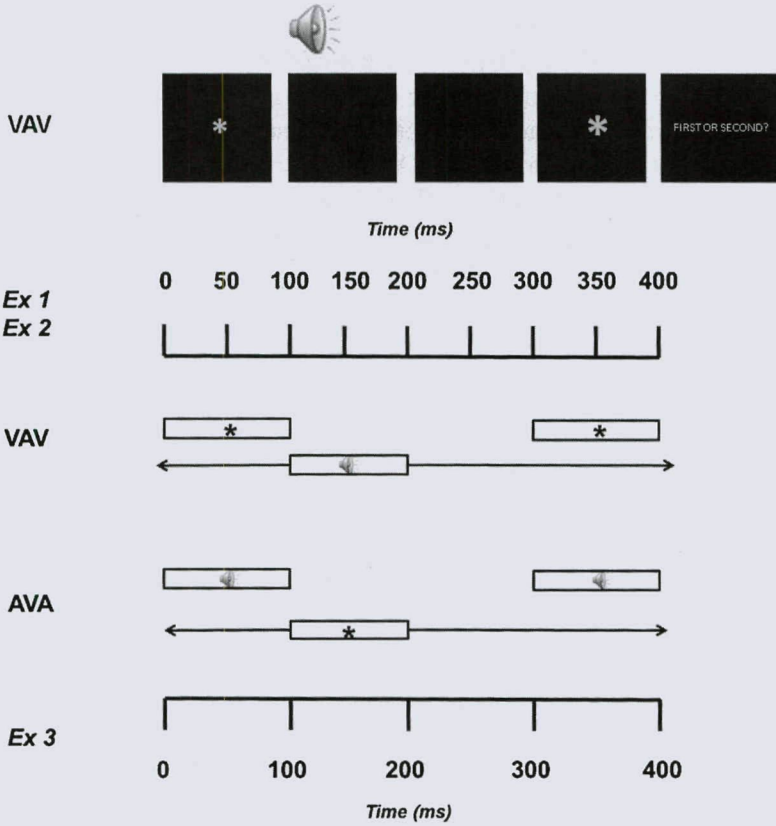 VAV
*
*
FIRST OR SECOND?
Time (ms)
Ex 1
Ex 2
0 50 100 150 200 250 300 350 400
VAV
*
*
AVA
*
Ex 3
0 100 200 300 400
Time (ms)